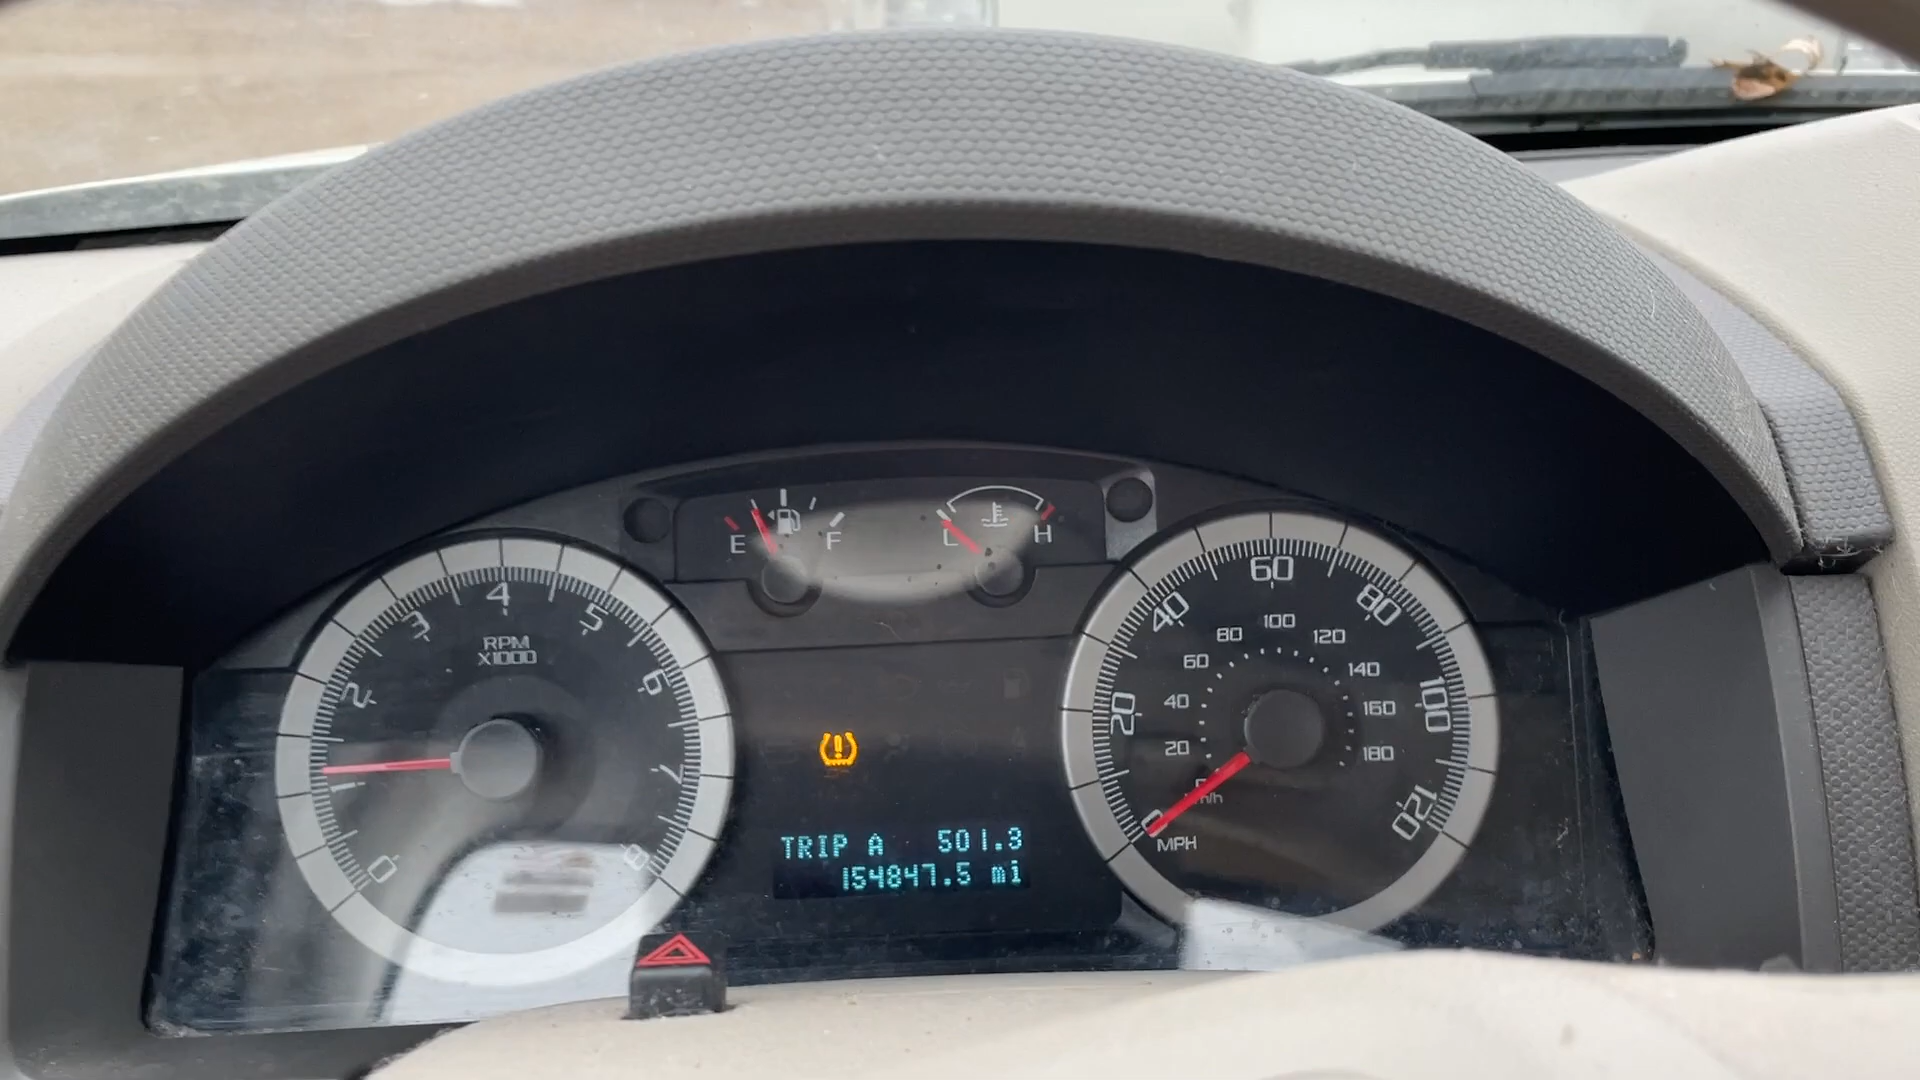 E F
L H
0 1 2 3 4 5 6 7 8
RPM
X1000
0 20 40 60 80 100 120
20 40 60 80 100 120 140 160 180
km/h
MPH
TRIP A 501.3
154847.5 mi